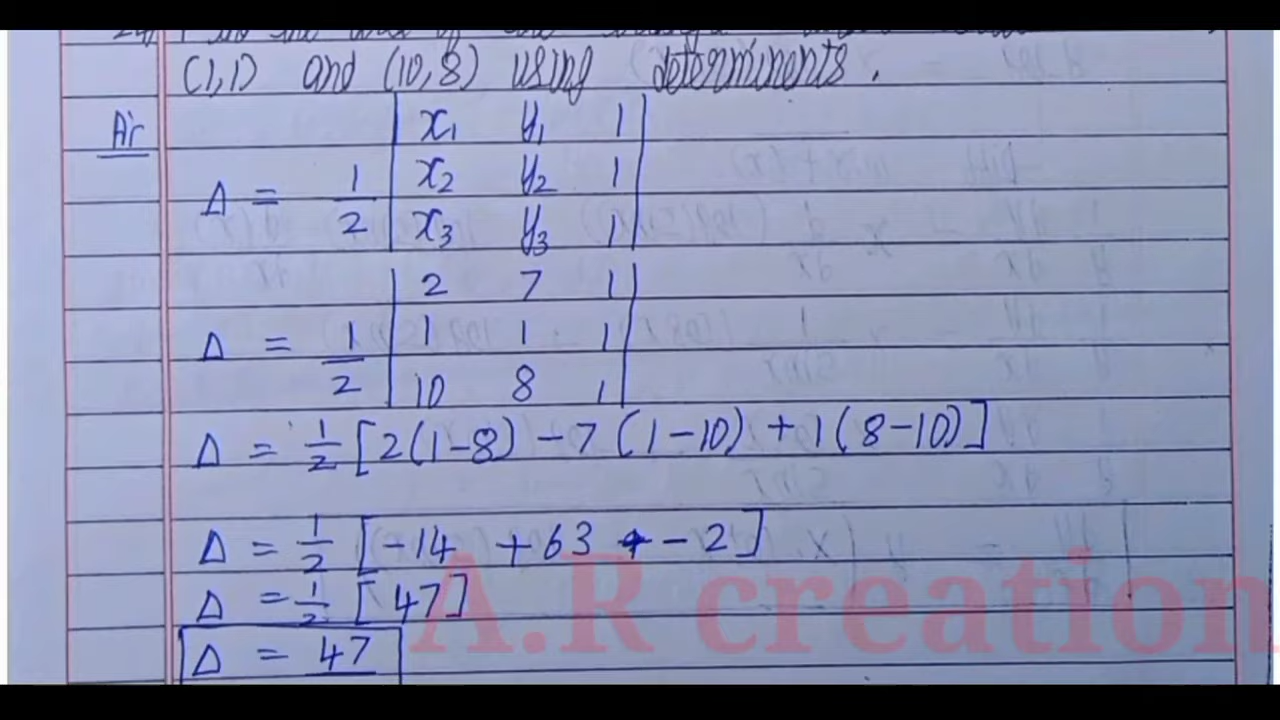 (1,1) and (10,8) using determinents.
Ar
x₁ y₁ 1
Δ = 1/2 | x₂ y₂ 1 |
x₃ y₃ 1
2 7 1
Δ = 1/2 | 1 1 1 |
10 8 1
Δ = 1/2 [2(1-8) -7 (1-10) +1(8-10)]
Δ = 1/2 [-14 +63 + -2]
Δ = 1/2 [47]
Δ = 47
A.R creation